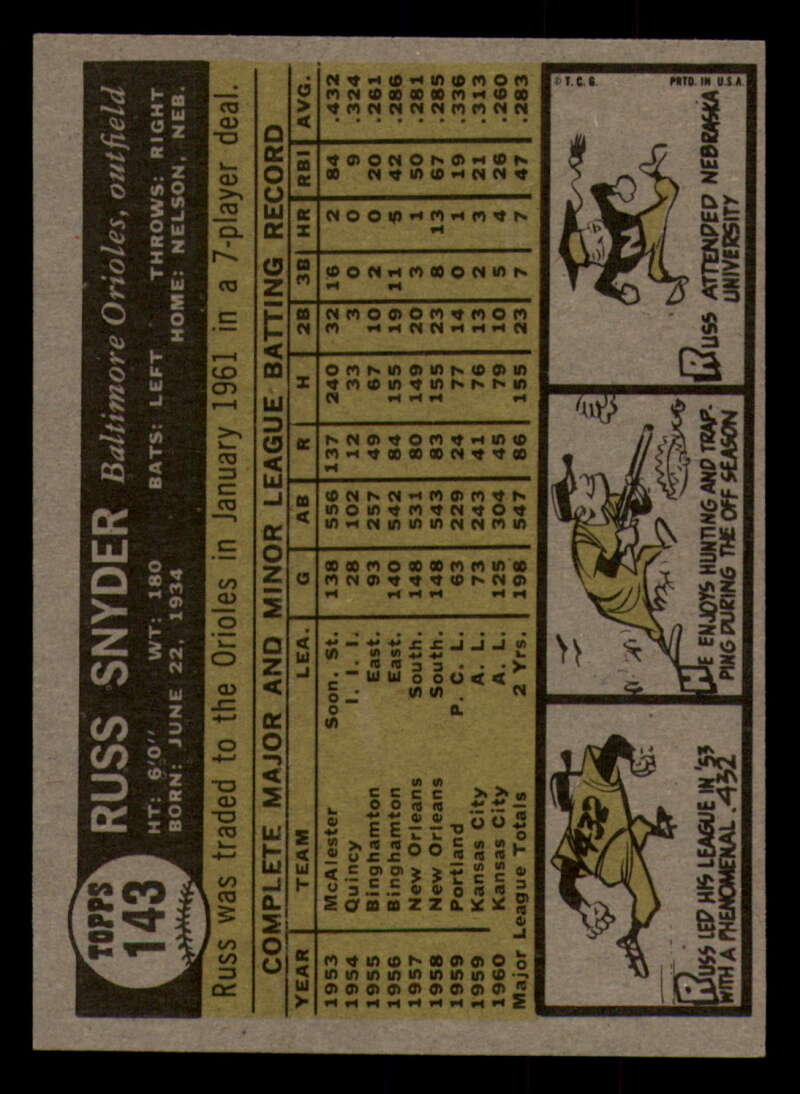 TOPPS
143
RUSS SNYDER Baltimore Orioles, outfield
HT: 6'0" WT: 180 BATS: LEFT THROWS: RIGHT
BORN: JUNE 22, 1934 HOME: NELSON, NEB.
Russ was traded to the Orioles in January 1961 in a 7-player deal.
COMPLETE MAJOR AND MINOR LEAGUE BATTING RECORD
YEAR TEAM LEA. G AB R H 2B 3B HR RBI AVG.
1953 McAlester Soon. St. 138 556 137 240 32 16 2 84 .432
1954 Quincy I. I. I. 28 102 12 33 3 0 0 9 .324
1955 Binghamton East. 93 257 49 67 10 2 0 20 .261
1956 Binghamton East. 140 542 84 155 19 11 5 42 .286
1957 New Orleans South. 148 531 80 149 20 3 1 50 .281
1958 New Orleans South. 148 543 83 155 23 8 13 67 .285
1959 Portland P. C. L. 63 229 24 77 14 0 1 19 .336
1959 Kansas City A. L. 73 243 41 76 13 2 3 21 .313
1960 Kansas City A. L. 125 304 45 79 10 5 4 26 .260
Major League Totals 2 Yrs. 198 547 86 155 23 7 7 47 .283
432
RUSS LED HIS LEAGUE IN '53
WITH A PHENOMENAL .432
HE ENJOYS HUNTING AND TRAP-
PING DURING THE OFF SEASON
© T. C. G. PRTD. IN U.S.A.
N
RUSS ATTENDED NEBRASKA
UNIVERSITY